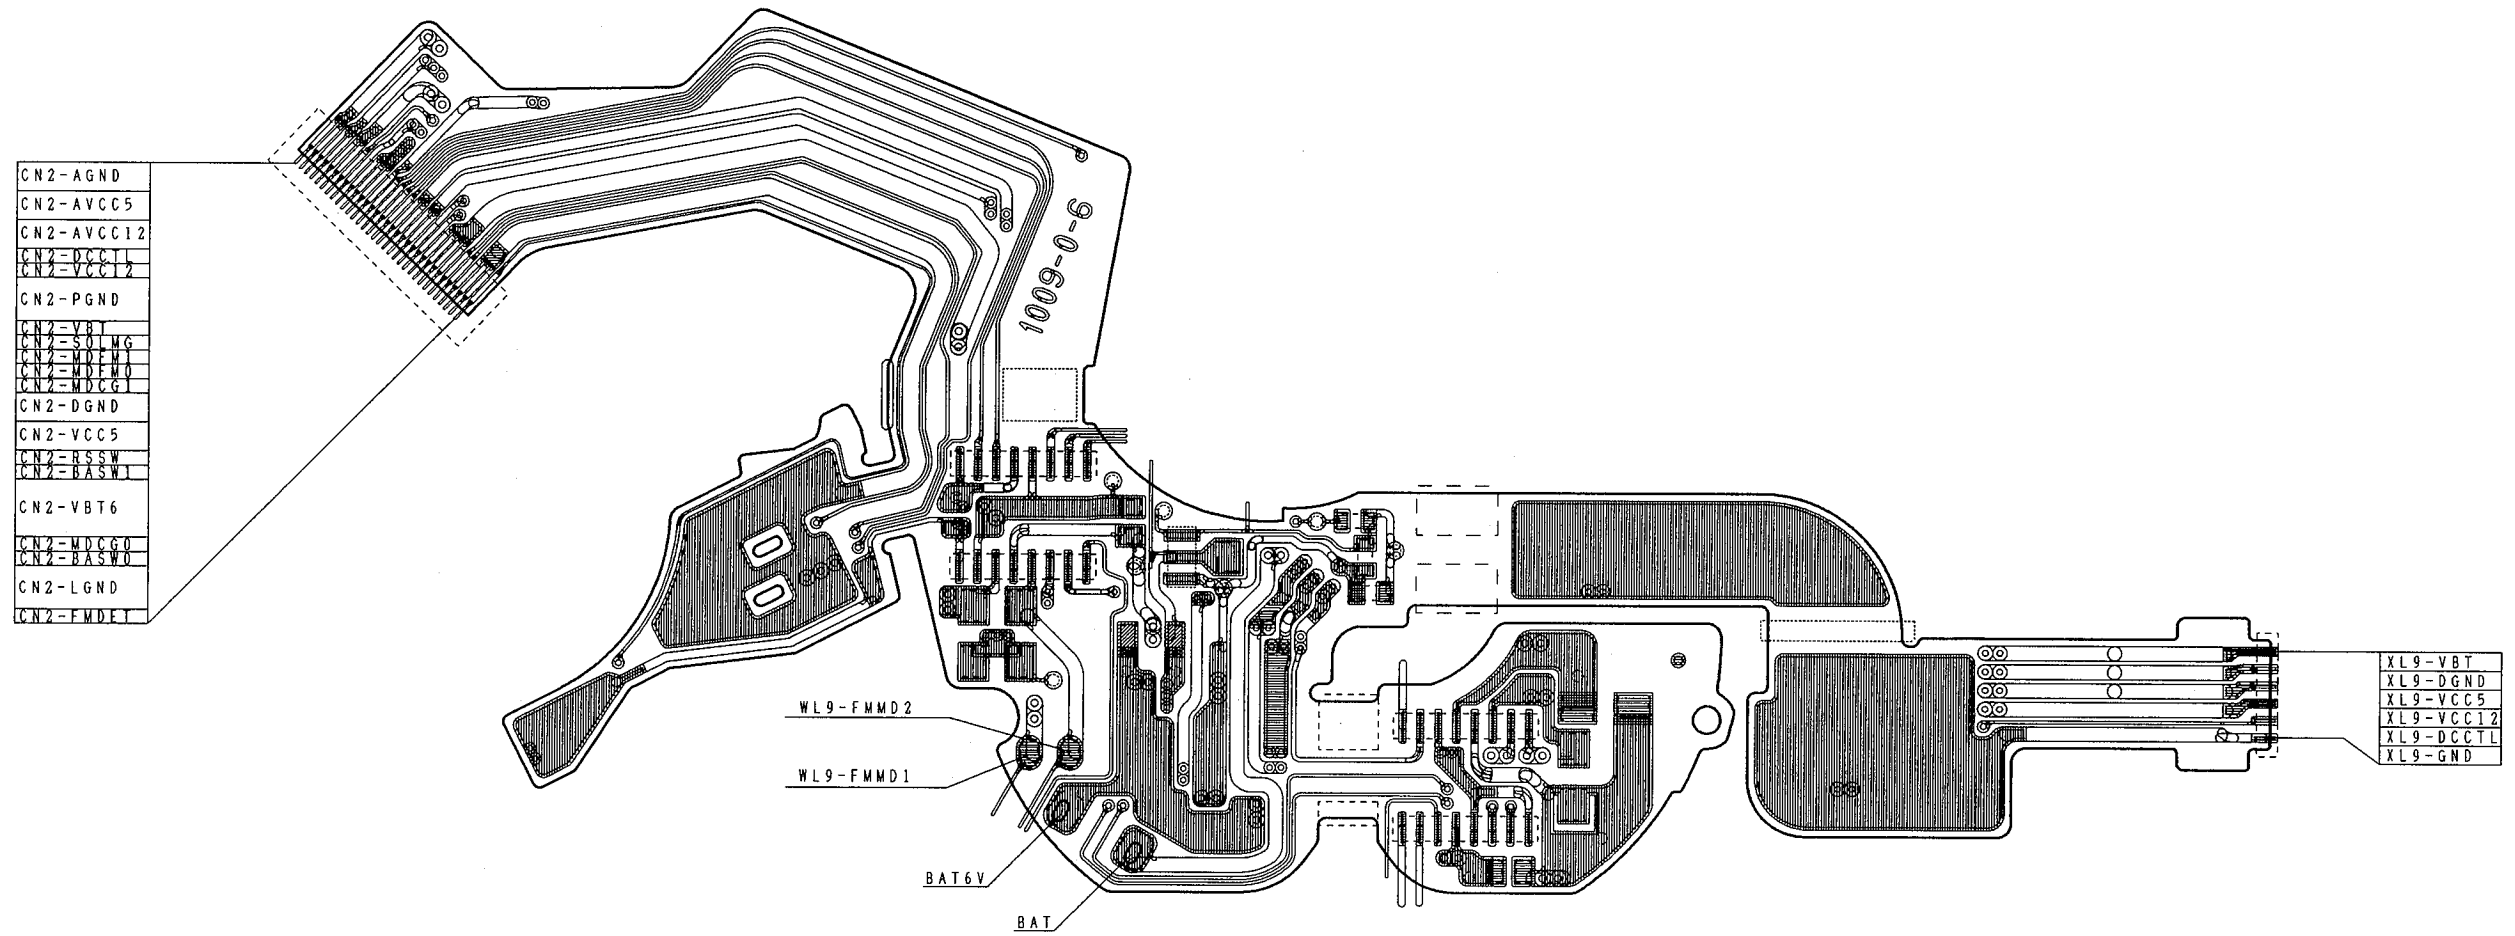 CN2-AGND
CN2-AVCC5
CN2-AVCC12
CN2-DCCTL
CN2-VCC12
CN2-PGND
CN2-VBT
CN2-SOLMG
CN2-MDFM1
CN2-MDFM0
CN2-MDCG1
CN2-DGND
CN2-VCC5
CN2-RSSW
CN2-BASW1
CN2-VBT6
CN2-MDCG0
CN2-BASW0
CN2-LGND
CN2-FMDET
1009-0-6
WL9-FMMD2
WL9-FMMD1
BAT6V
BAT
XL9-VBT
XL9-DGND
XL9-VCC5
XL9-VCC12
XL9-DCCTL
XL9-GND